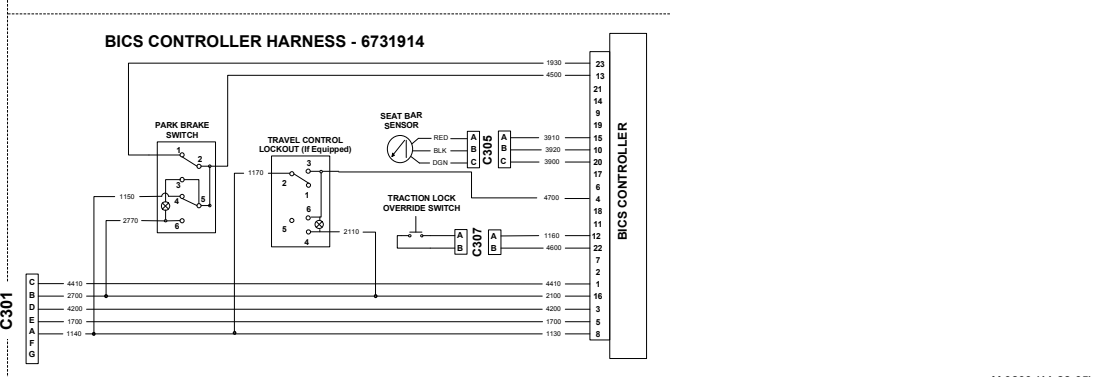 BICS CONTROLLER HARNESS - 6731914
1930 23
4500 13
21
14
9
19
3910 15
3920 10
3900 20
17
6
4700 4
18
11
1160 12
4600 22
7
2
4410 1
2100 16
4200 3
1700 5
1130 8
BICS CONTROLLER
PARK BRAKE
SWITCH
1
2
3
4
5
6
1150
2770
TRAVEL CONTROL
LOCKOUT (If Equipped)
1170
3
2
1
6
5
4
2110
SEAT BAR
SENSOR
RED A A
BLK B B
DGN C C
C305
TRACTION LOCK
OVERRIDE SWITCH
A A
B B
C307
C301
C 4410
B 2700
D 4200
E 1700
A 1140
F
G